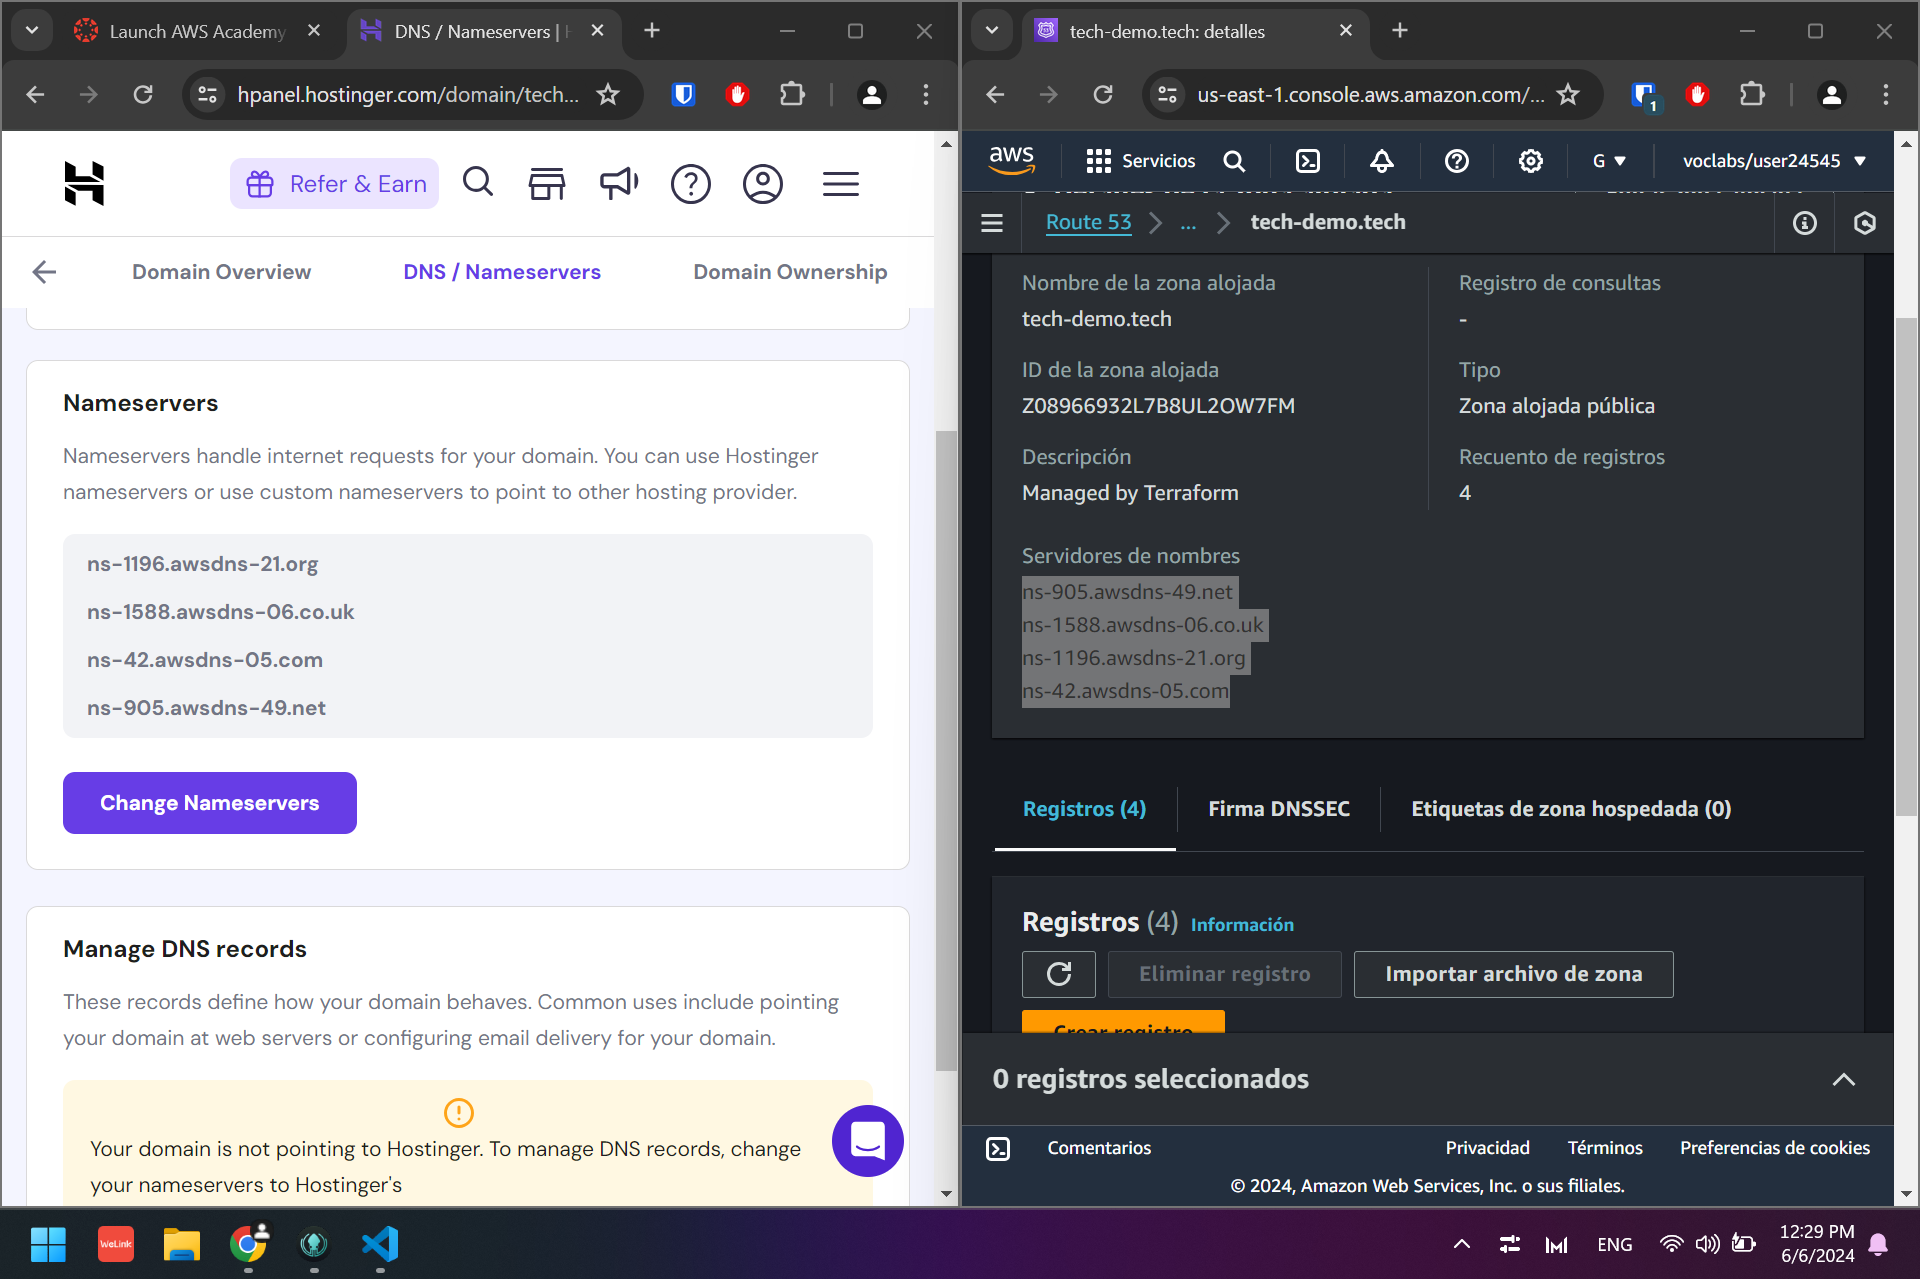 Launch AWS Academy
DNS / Nameservers |
hpanel.hostinger.com/domain/tech...
Refer & Earn
Domain Overview
DNS / Nameservers
Domain Ownership
Nameservers
Nameservers handle internet requests for your domain. You can use Hostinger
nameservers or use custom nameservers to point to other hosting provider.
ns-1196.awsdns-21.org
ns-1588.awsdns-06.co.uk
ns-42.awsdns-05.com
ns-905.awsdns-49.net
Change Nameservers
Manage DNS records
These records define how your domain behaves. Common uses include pointing
your domain at web servers or configuring email delivery for your domain.
Your domain is not pointing to Hostinger. To manage DNS records, change
your nameservers to Hostinger's
tech-demo.tech: detalles
us-east-1.console.aws.amazon.com/...
1
aws
Servicios
G
voclabs/user24545
Route 53
...
tech-demo.tech
Nombre de la zona alojada
tech-demo.tech
ID de la zona alojada
Z08966932L7B8UL2OW7FM
Descripción
Managed by Terraform
Registro de consultas
-
Tipo
Zona alojada pública
Recuento de registros
4
Servidores de nombres
ns-905.awsdns-49.net
ns-1588.awsdns-06.co.uk
ns-1196.awsdns-21.org
ns-42.awsdns-05.com
Registros (4)
Firma DNSSEC
Etiquetas de zona hospedada (0)
Registros (4) Información
Eliminar registro
Importar archivo de zona
Crear registro
0 registros seleccionados
Comentarios
Privacidad
Términos
Preferencias de cookies
© 2024, Amazon Web Services, Inc. o sus filiales.
WeLink
ENG
12:29 PM
6/6/2024